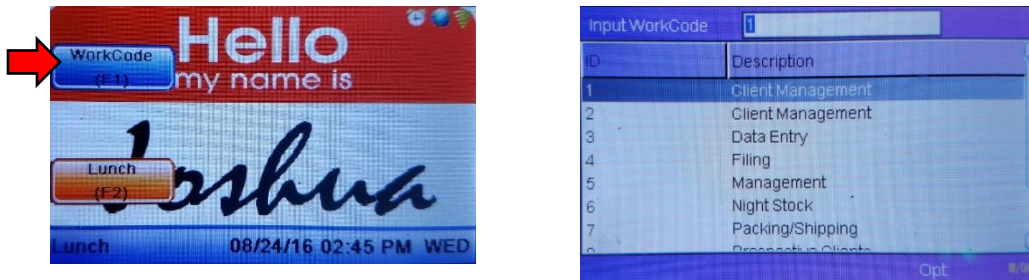 Hello
WorkCode
(F1)
my name is
Lunch
(F2)
Joshua
Lunch 08/24/16 02:45 PM WED
Input WorkCode 1
ID Description
1 Client Management
2 Client Management
3 Data Entry
4 Filing
5 Management
6 Night Stock
7 Packing/Shipping
Prospective Clients
Opt